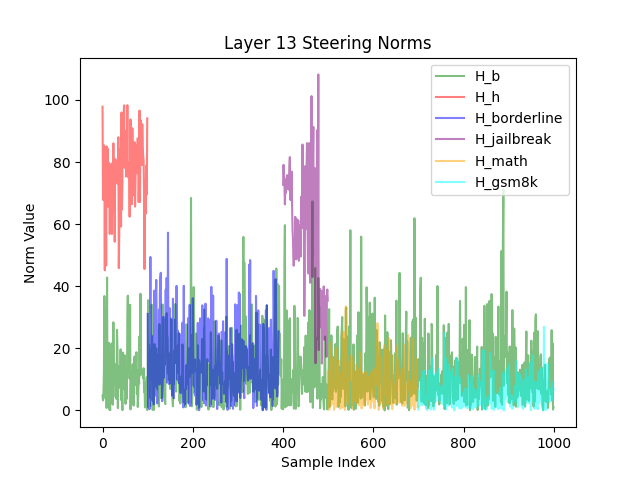 Layer 13 Steering Norms
H_b
H_h
H_borderline
H_jailbreak
H_math
H_gsm8k
Norm Value
100
80
60
40
20
0
0 200 400 600 800 1000
Sample Index